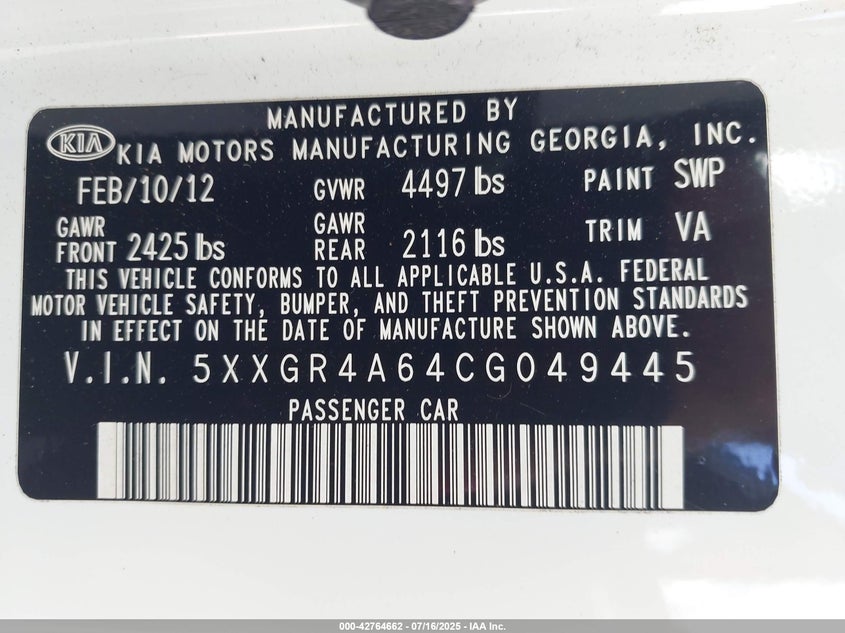 MANUFACTURED BY
KIA KIA MOTORS MANUFACTURING GEORGIA, INC.
FEB/10/12 GVWR 4497 lbs PAINT SWP
GAWR FRONT 2425 lbs GAWR REAR 2116 lbs TRIM VA
THIS VEHICLE CONFORMS TO ALL APPLICABLE U.S.A. FEDERAL
MOTOR VEHICLE SAFETY, BUMPER, AND THEFT PREVENTION STANDARDS
IN EFFECT ON THE DATE OF MANUFACTURE SHOWN ABOVE.
V.I.N. 5XXGR4A64CG049445
PASSENGER CAR
000-42764662 - 07/16/2025 - IAA Inc.